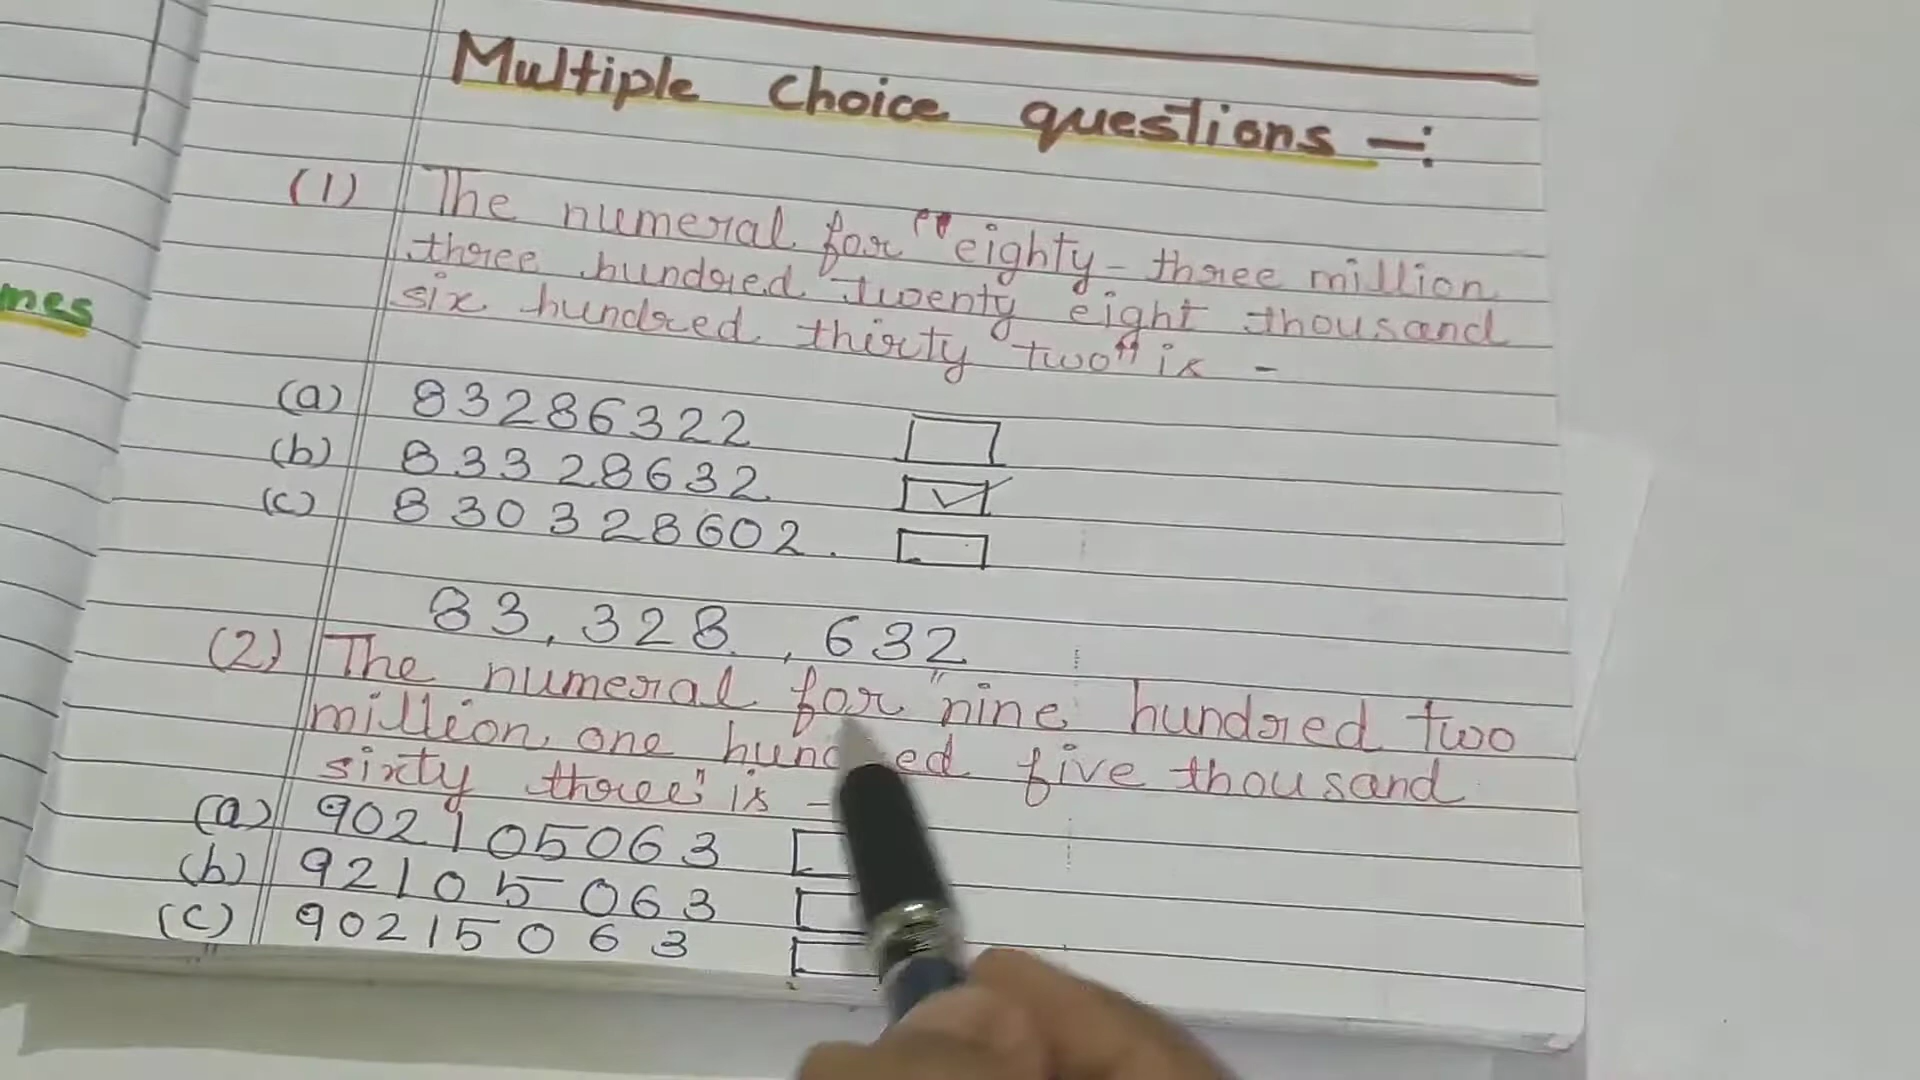 Multiple choice questions -:
(1) The numeral for "eighty-three million
three hundred twenty eight thousand
six hundred thirty two" is -
(a) 83286322
(b) 83328632
(c) 830328602.
83, 328, 632
(2) The numeral for "nine hundred two
million one hundred five thousand
sixty three" is -
(a) 902105063
(b) 92105063
(c) 90215063